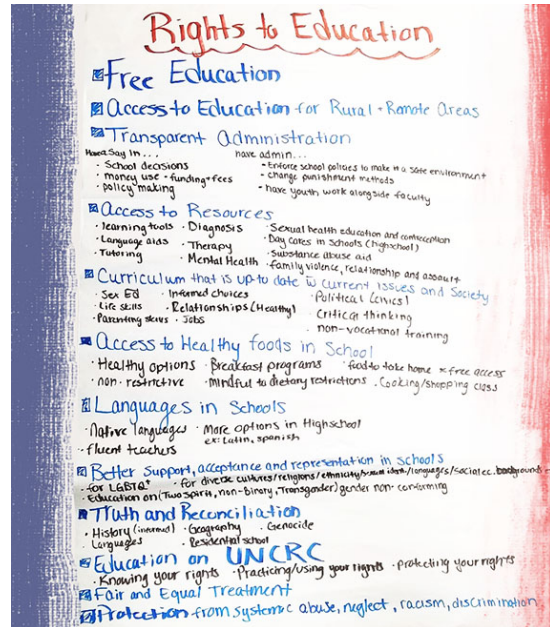 Rights to Education
Free Education
Access to Education for Rural + Remote Areas
Transparent Administration
Have a Say In...
· School decisions
· money use · funding + fees
· policy making
have admin...
· Enforce school policies to make it a safe environment
· change punishment methods
· have youth work alongside faculty
Access to Resources
· learning tools · Diagnosis · Sexual health education and contraception
· Language aids · Therapy · Day cares in schools (highschool)
· Tutoring · Mental Health · Substance abuse aid
· family violence, relationship and assault
Curriculum that is up to date w current issues and Society
· Sex Ed · Informed choices · Political (civics)
· Life skills · Relationships (Healthy) · Critical thinking
· Parenting skills · Jobs · non-vocational training
Access to Healthy foods in School
· Healthy options · Breakfast programs · food to take home * free access
· non-restrictive · Mindful to dietary restrictions · Cooking/shopping class
Languages in Schools
· Native languages · More options in Highschool
ex: Latin, spanish
· fluent teachers
Better Support, acceptance and representation in schools
· for LGBTQ+ · for diverse cultures/religions/ethnicity/languages/socialec. backgrounds
· Education on (Two spirit, non-binary, Transgender) gender non-conforming
Truth and Reconciliation
· History (informed) · Geography · Genocide
· Languages · Residential school
Education on UNCRC
· Knowing your rights · Practicing/using your rights · protecting your rights
Fair and Equal Treatment
Protection from systemic abuse, neglect, racism, discrimination